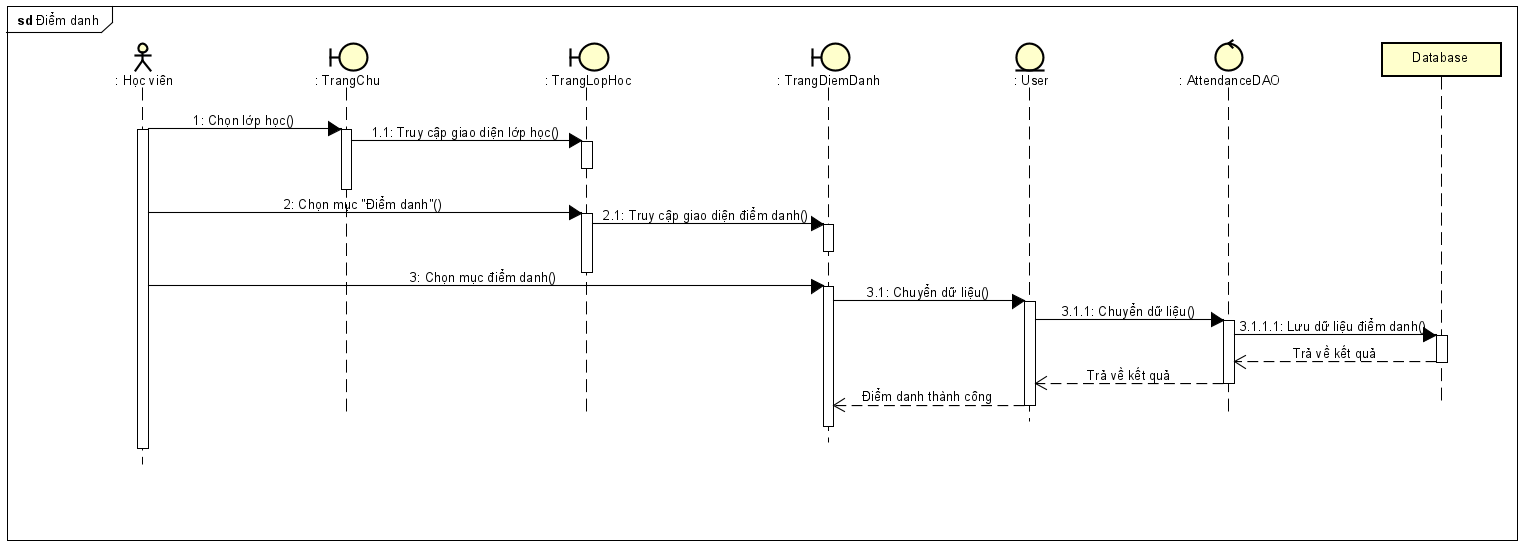 sd Điểm danh
: Học viên
: TrangChu
: TrangLopHoc
: TrangDiemDanh
: User
: AttendanceDAO
Database
1: Chọn lớp học()
1.1: Truy cập giao diện lớp học()
2: Chọn mục "Điểm danh"()
2.1: Truy cập giao diện điểm danh()
3: Chọn mục điểm danh()
3.1: Chuyển dữ liệu()
3.1.1: Chuyển dữ liệu()
3.1.1.1: Lưu dữ liệu điểm danh()
Trả về kết quả
Trả về kết quả
Điểm danh thành công